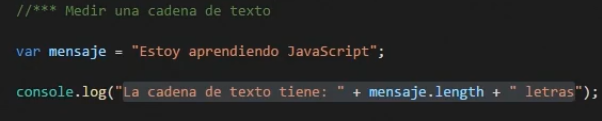 //*** Medir una cadena de texto
var mensaje = "Estoy aprendiendo JavaScript";
console.log("La cadena de texto tiene: " + mensaje.length + " letras");